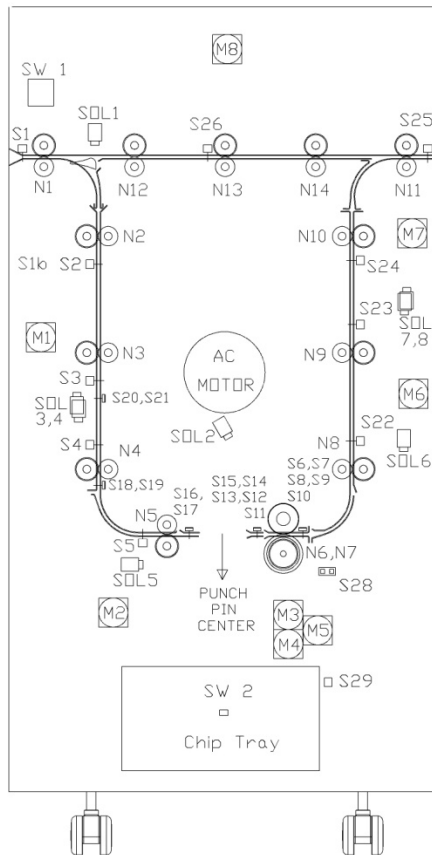 M8
SW 1
SOL1
S1
S26
S25
N1
N12
N13
N14
N11
N2
N10
M7
S1b
S2
S24
S23
SOL
7,8
M1
N3
AC
MOTOR
N9
S3
S20,S21
M6
SOL
3,4
SOL2
S22
SOL6
S4
N4
N8
S18,S19
S16,
S17
S15,S14
S13,S12
S11
S6,S7
S8,S9
S10
N5
S5
SOL5
N6,N7
S28
PUNCH
PIN
CENTER
M2
M3
M5
M4
SW 2
S29
Chip Tray